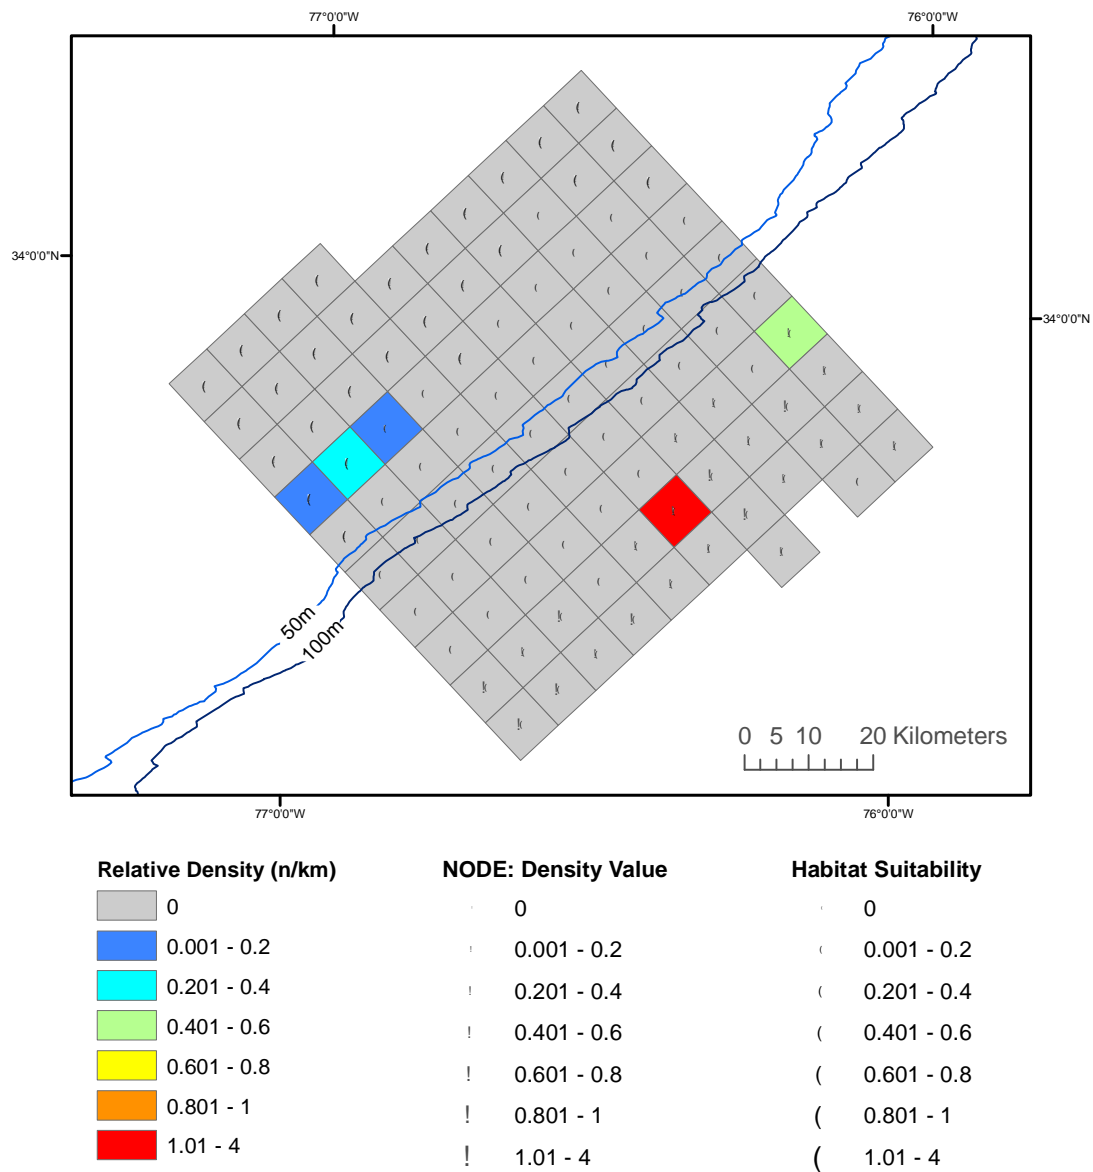 77°0'0"W 76°0'0"W
34°0'0"N
34°0'0"N
50m
100m
0 5 10 20 Kilometers
77°0'0"W 76°0'0"W
Relative Density (n/km) NODE: Density Value Habitat Suitability
0 0 0
0.001 - 0.2 ! 0.001 - 0.2 ( 0.001 - 0.2
0.201 - 0.4 ! 0.201 - 0.4 ( 0.201 - 0.4
0.401 - 0.6 ! 0.401 - 0.6 ( 0.401 - 0.6
0.601 - 0.8 ! 0.601 - 0.8 ( 0.601 - 0.8
0.801 - 1 ! 0.801 - 1 ( 0.801 - 1
1.01 - 4 ! 1.01 - 4 ( 1.01 - 4